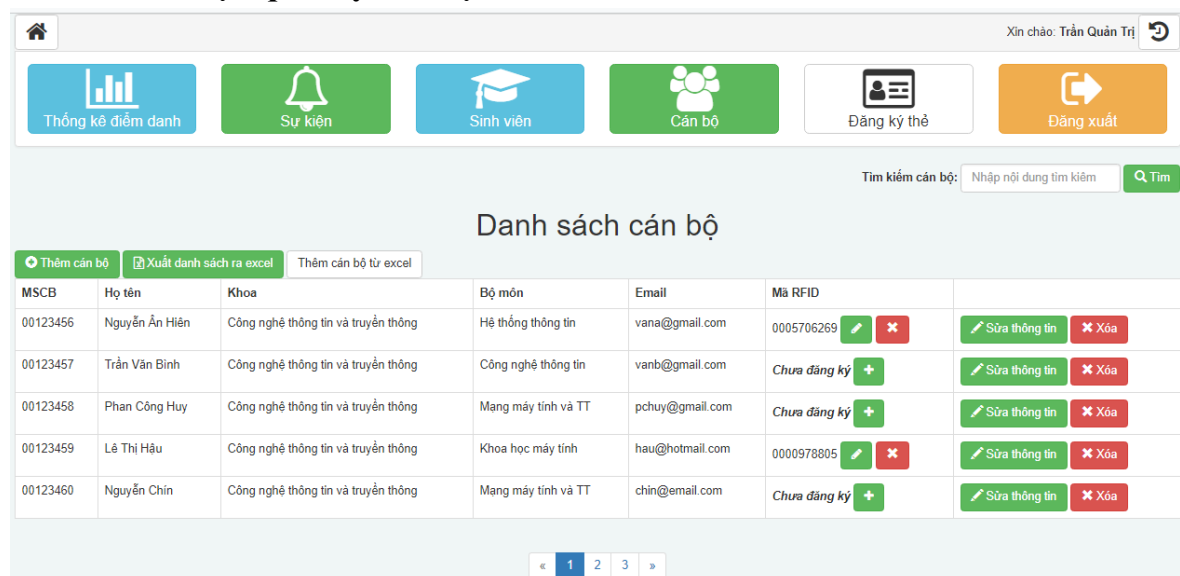 Xin chào: Trần Quản Trị
Thống kê điểm danh Sự kiện Sinh viên Cán bộ Đăng ký thẻ Đăng xuất
Tìm kiếm cán bộ: Nhập nội dung tìm kiếm Tìm
Danh sách cán bộ
Thêm cán bộ Xuất danh sách ra excel Thêm cán bộ từ excel
MSCB Họ tên Khoa Bộ môn Email Mã RFID
00123456 Nguyễn Ẩn Hiên Công nghệ thông tin và truyền thông Hệ thống thông tin vana@gmail.com 0005706269 Sửa thông tin Xóa
00123457 Trần Văn Bình Công nghệ thông tin và truyền thông Công nghệ thông tin vanb@gmail.com Chưa đăng ký Sửa thông tin Xóa
00123458 Phan Công Huy Công nghệ thông tin và truyền thông Mạng máy tính và TT pchuy@gmail.com Chưa đăng ký Sửa thông tin Xóa
00123459 Lê Thị Hậu Công nghệ thông tin và truyền thông Khoa học máy tính hau@hotmail.com 0000978805 Sửa thông tin Xóa
00123460 Nguyễn Chín Công nghệ thông tin và truyền thông Mạng máy tính và TT chin@email.com Chưa đăng ký Sửa thông tin Xóa
« 1 2 3 »